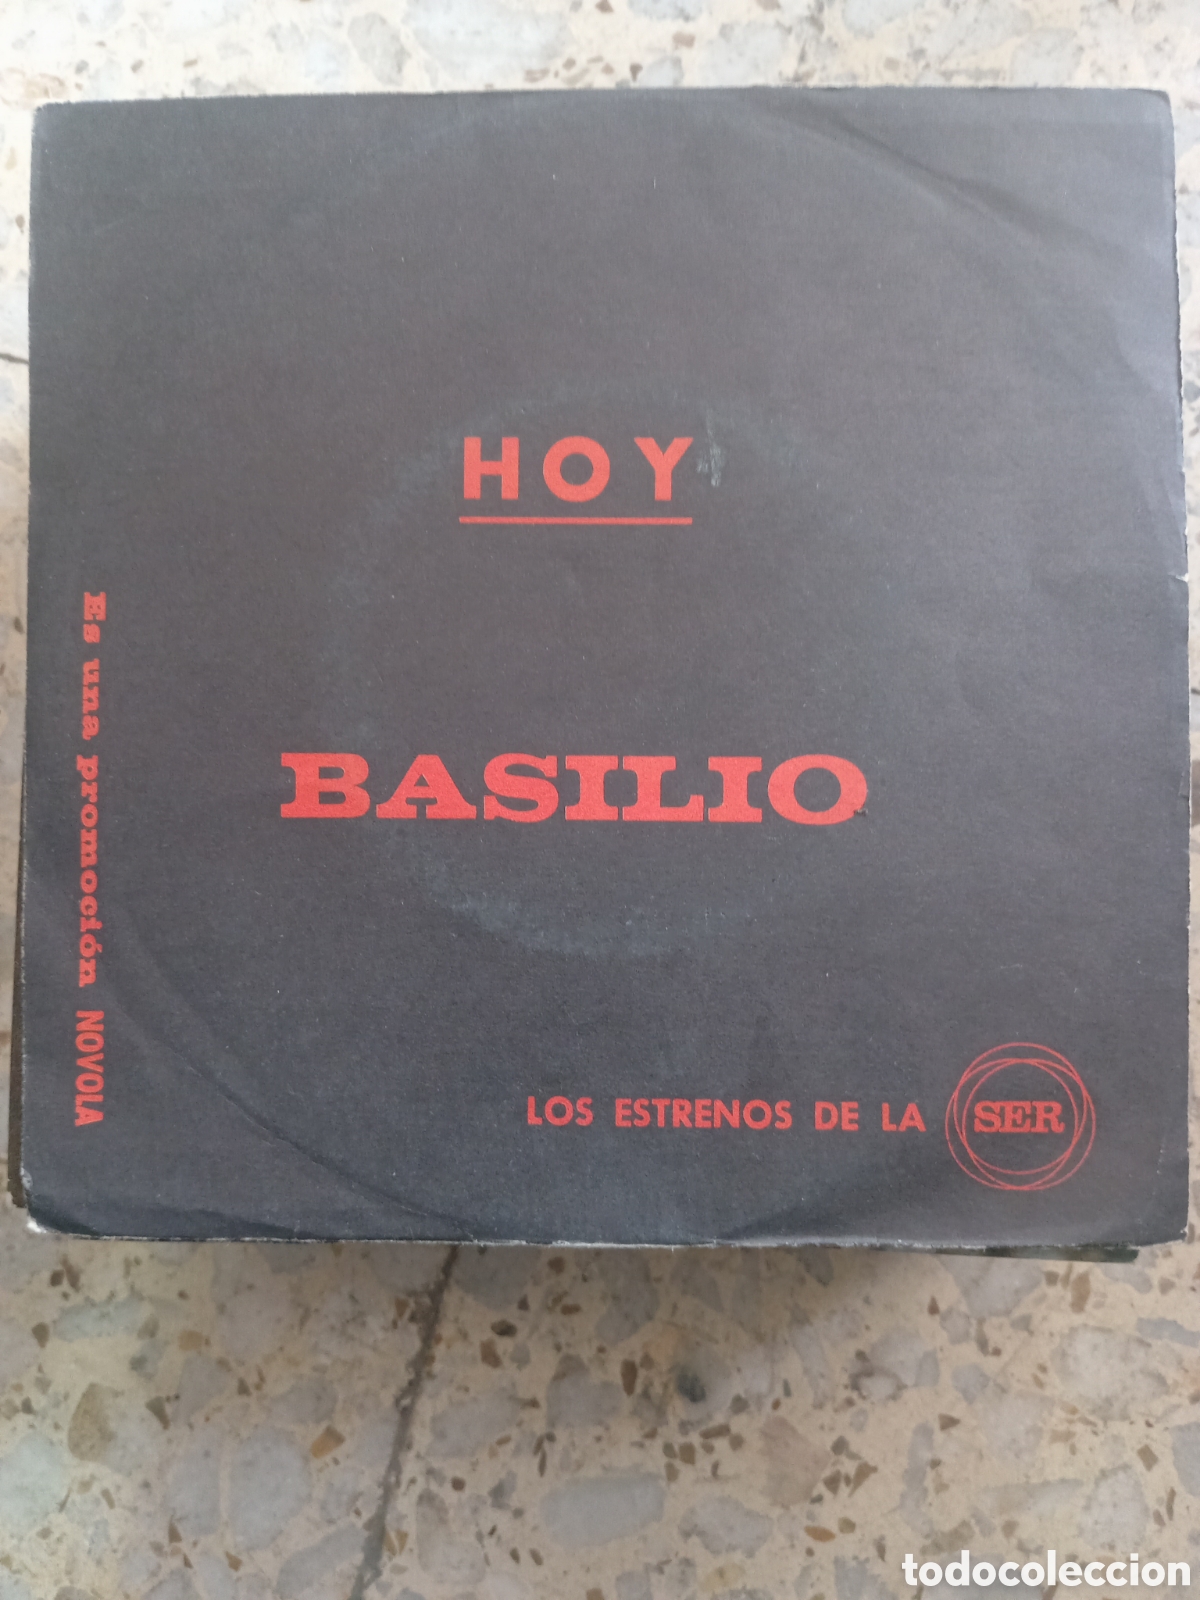 HOY
BASILIO
Es una promoción NOVOLA
LOS ESTRENOS DE LA SER
todocoleccion